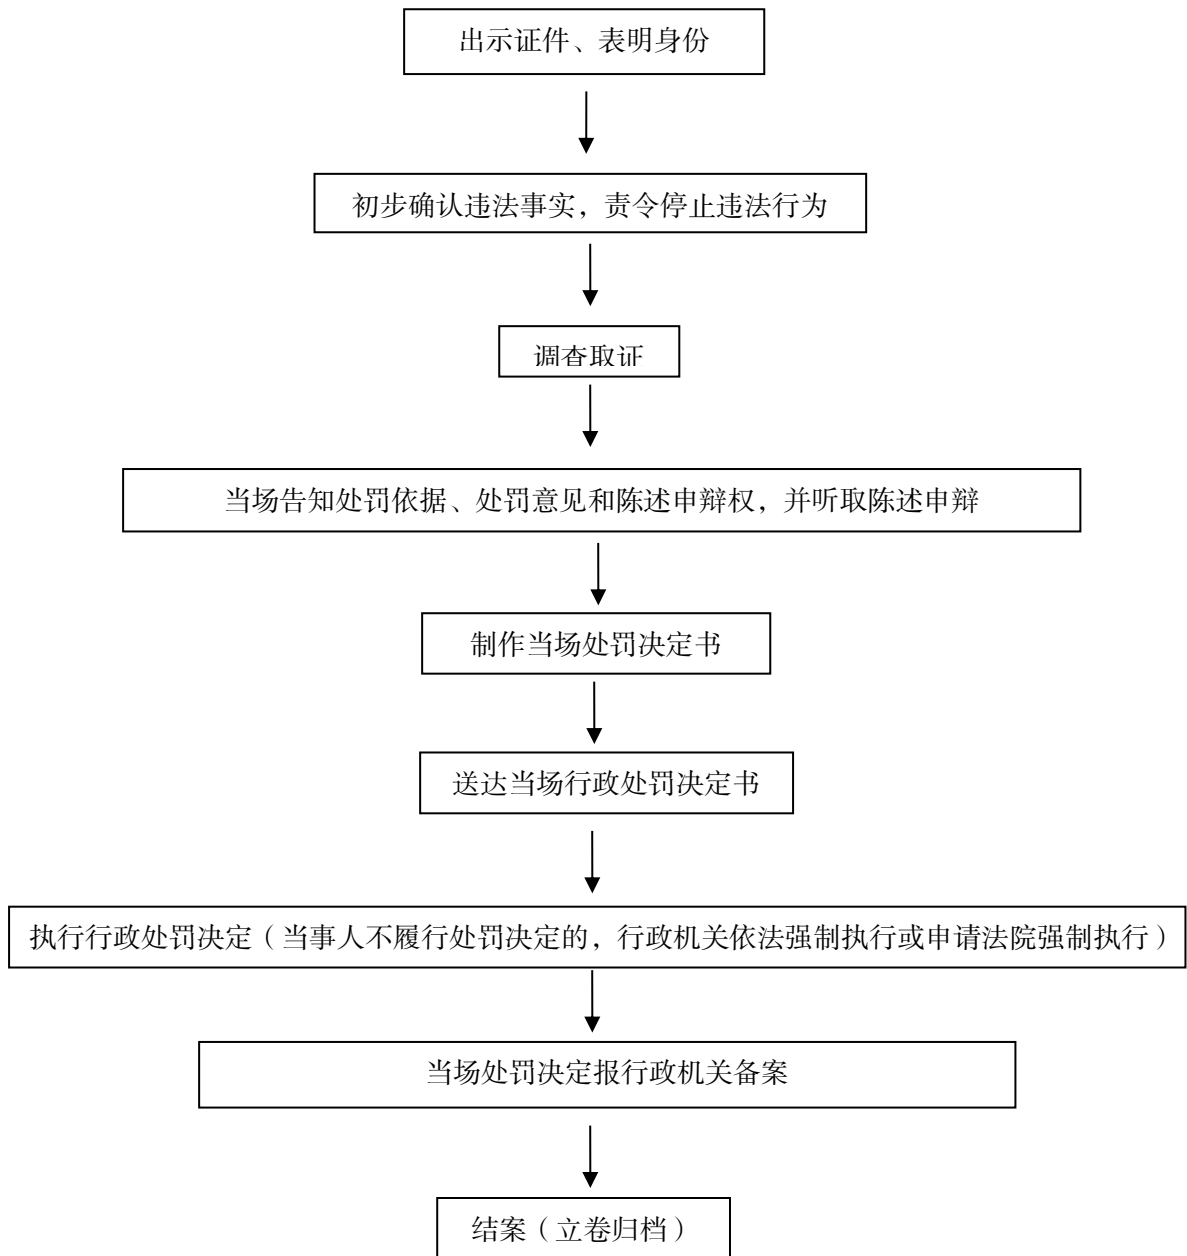 出示证件、表明身份
初步确认违法事实，责令停止违法行为
调查取证
当场告知处罚依据、处罚意见和陈述申辩权，并听取陈述申辩
制作当场处罚决定书
送达当场行政处罚决定书
执行行政处罚决定（当事人不履行处罚决定的，行政机关依法强制执行或申请法院强制执行）
当场处罚决定报行政机关备案
结案（立卷归档）